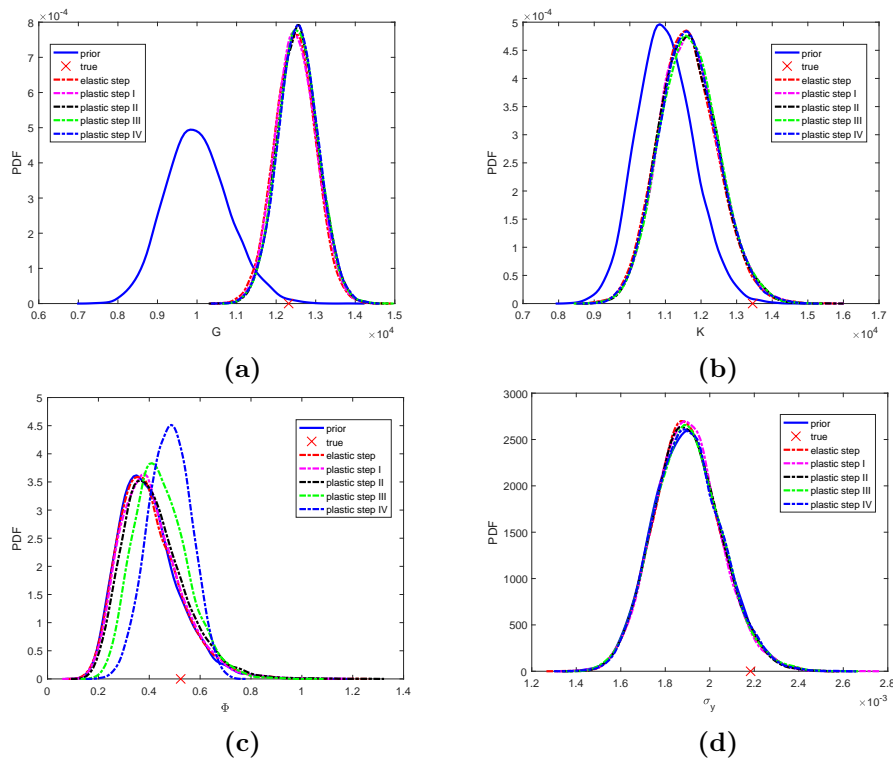 ×10⁻⁴
8
7
6
5
4
3
2
1
0
PDF
prior
true
elastic step
plastic step I
plastic step II
plastic step III
plastic step IV
0.6 0.7 0.8 0.9 1 1.1 1.2 1.3 1.4 1.5
G
×10⁴
(a)
×10⁻⁴
5
4.5
4
3.5
3
2.5
2
1.5
1
0.5
0
PDF
prior
true
elastic step
plastic step I
plastic step II
plastic step III
plastic step IV
0.7 0.8 0.9 1 1.1 1.2 1.3 1.4 1.5 1.6 1.7
K
×10⁴
(b)
5
4.5
4
3.5
3
2.5
2
1.5
1
0.5
0
PDF
prior
true
elastic step
plastic step I
plastic step II
plastic step III
plastic step IV
0 0.2 0.4 0.6 0.8 1 1.2 1.4
Φ
(c)
3000
2500
2000
1500
1000
500
0
PDF
prior
true
elastic step
plastic step I
plastic step II
plastic step III
plastic step IV
1.2 1.4 1.6 1.8 2 2.2 2.4 2.6 2.8
σ_y
×10⁻³
(d)